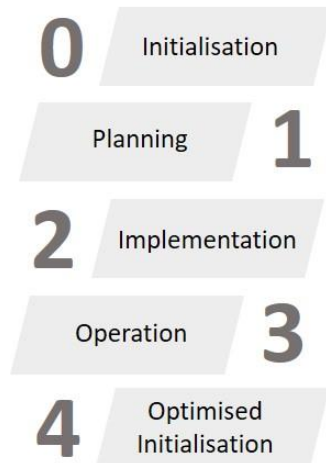 0 Initialisation
Planning 1
2 Implementation
Operation 3
4 Optimised
Initialisation